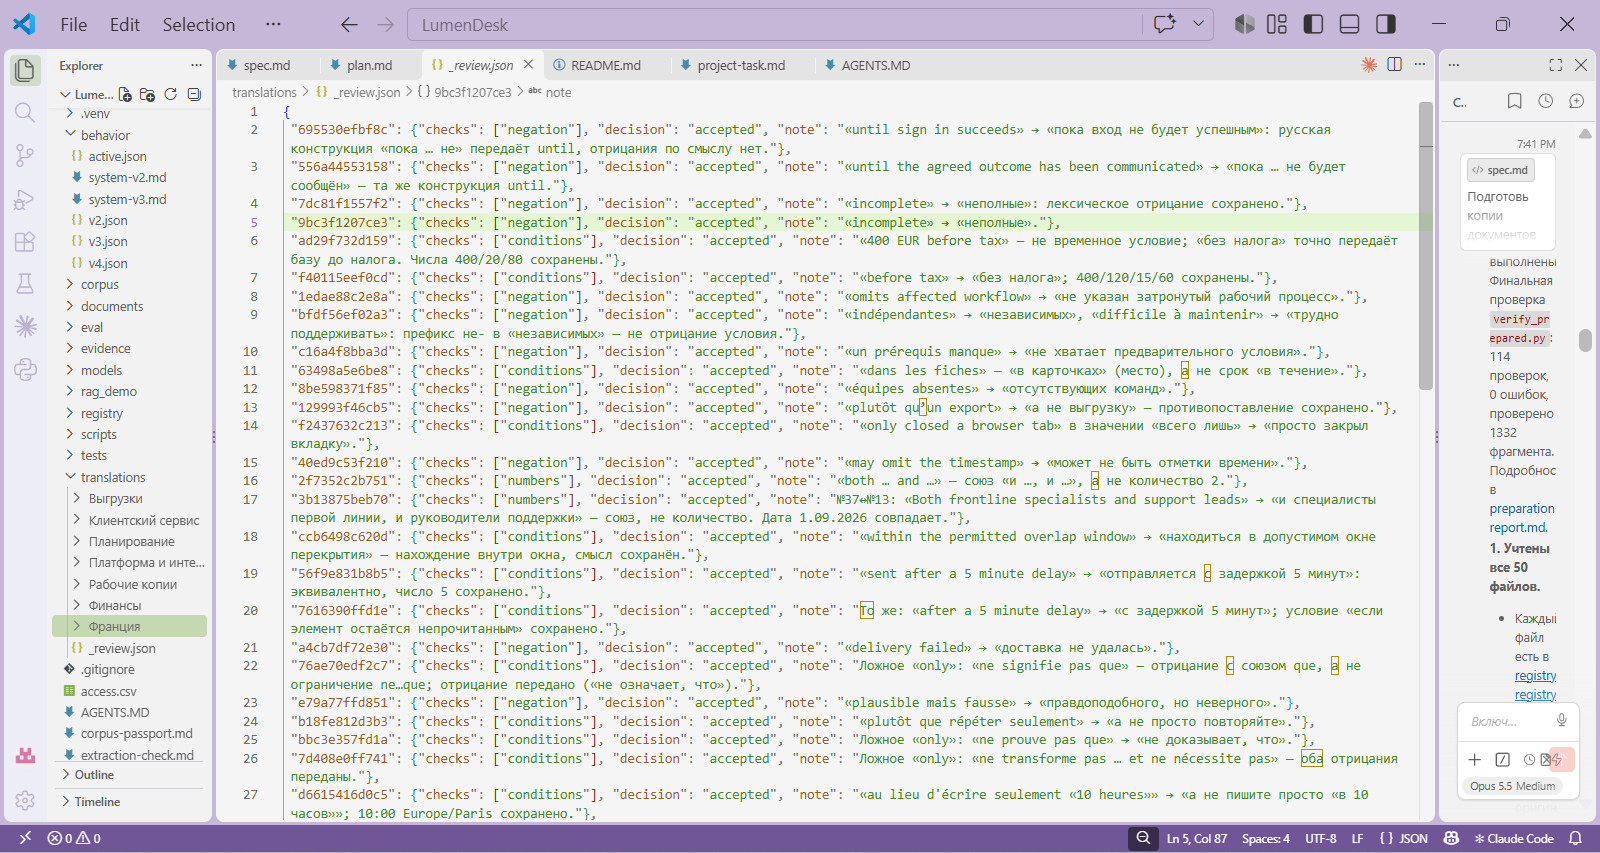 File Edit Selection ··· LumenDesk
Explorer ···
Lume...
.venv
behavior
active.json
system-v2.md
system-v3.md
v2.json
v3.json
v4.json
corpus
documents
eval
evidence
models
rag_demo
registry
scripts
tests
translations
Выгрузки
Клиентский сервис
Планирование
Платформа и инте...
Рабочие копии
Финансы
Франция
_review.json
.gitignore
access.csv
AGENTS.MD
corpus-passport.md
extraction-check.md
Outline
Timeline
spec.md plan.md _review.json README.md project-task.md AGENTS.MD ···
translations > {} _review.json > {} 9bc3f1207ce3 > abc note
1 {
2 "695530efbf8c": {"checks": ["negation"], "decision": "accepted", "note": "«until sign in succeeds» → «пока вход не будет успешным»: русская
конструкция «пока … не» передаёт until, отрицания по смыслу нет."},
3 "556a44553158": {"checks": ["negation"], "decision": "accepted", "note": "«until the agreed outcome has been communicated» → «пока … не будет
сообщён» — та же конструкция until."},
4 "7dc81f1557f2": {"checks": ["negation"], "decision": "accepted", "note": "«incomplete» → «неполные»: лексическое отрицание сохранено."},
5 "9bc3f1207ce3": {"checks": ["negation"], "decision": "accepted", "note": "«incomplete» → «неполные»."},
6 "ad29f732d159": {"checks": ["conditions"], "decision": "accepted", "note": "«400 EUR before tax» — не временное условие; «без налога» точно передаёт
базу до налога. Числа 400/20/80 сохранены."},
7 "f40115eef0cd": {"checks": ["conditions"], "decision": "accepted", "note": "«before tax» → «без налога»; 400/120/15/60 сохранены."},
8 "1edae88c2e8a": {"checks": ["negation"], "decision": "accepted", "note": "«omits affected workflow» → «не указан затронутый рабочий процесс»."},
9 "bfdf56ef02a3": {"checks": ["negation"], "decision": "accepted", "note": "«indépendantes» → «независимых», «difficile à maintenir» → «трудно
поддерживать»: префикс не- в «независимых» — не отрицание условия."},
10 "c16a4f8bba3d": {"checks": ["negation"], "decision": "accepted", "note": "«un prérequis manque» → «не хватает предварительного условия»."},
11 "63498a5e6be8": {"checks": ["conditions"], "decision": "accepted", "note": "«dans les fiches» — «в карточках» (место), а не срок «в течение»."},
12 "8be598371f85": {"checks": ["negation"], "decision": "accepted", "note": "«équipes absentes» → «отсутствующих команд»."},
13 "129993f46cb5": {"checks": ["negation"], "decision": "accepted", "note": "«plutôt qu’un export» → «а не выгрузку» — противопоставление сохранено."},
14 "f2437632c213": {"checks": ["conditions"], "decision": "accepted", "note": "«only closed a browser tab» в значении «всего лишь» → «просто закрыл
вкладку»."},
15 "40ed9c53f210": {"checks": ["negation"], "decision": "accepted", "note": "«may omit the timestamp» → «может не быть отметки времени»."},
16 "2f7352c2b751": {"checks": ["numbers"], "decision": "accepted", "note": "«both … and …» — союз «и …, и …», а не количество 2."},
17 "3b13875beb70": {"checks": ["numbers"], "decision": "accepted", "note": "№37↔№13: «Both frontline specialists and support leads» → «и специалисты
первой линии, и руководители поддержки» — союз, не количество. Дата 1.09.2026 совпадает."},
18 "ccb6498c620d": {"checks": ["conditions"], "decision": "accepted", "note": "«within the permitted overlap window» → «находиться в допустимом окне
перекрытия» — нахождение внутри окна, смысл сохранён."},
19 "56f9e831b8b5": {"checks": ["conditions"], "decision": "accepted", "note": "«sent after a 5 minute delay» → «отправляется с задержкой 5 минут»:
эквивалентно, число 5 сохранено."},
20 "7616390ffd1e": {"checks": ["conditions"], "decision": "accepted", "note": "То же: «after a 5 minute delay» → «с задержкой 5 минут»; условие «если
элемент остаётся непрочитанным» сохранено."},
21 "a4cb7df72e30": {"checks": ["negation"], "decision": "accepted", "note": "«delivery failed» → «доставка не удалась»."},
22 "76ae70edf2c7": {"checks": ["conditions"], "decision": "accepted", "note": "Ложное «only»: «ne signifie pas que» — отрицание с союзом que, а не
ограничение ne…que; отрицание передано («не означает, что»)."},
23 "e79a77ffd851": {"checks": ["negation"], "decision": "accepted", "note": "«plausible mais fausse» → «правдоподобного, но неверного»."},
24 "b18fe812d3b3": {"checks": ["conditions"], "decision": "accepted", "note": "«plutôt que répéter seulement» → «а не просто повторяйте»."},
25 "bbc3e357fd1a": {"checks": ["conditions"], "decision": "accepted", "note": "Ложное «only»: «ne prouve pas que» → «не доказывает, что»."},
26 "7d408e0ff741": {"checks": ["conditions"], "decision": "accepted", "note": "Ложное «only»: «ne transforme pas … et ne nécessite pas» — оба отрицания
переданы."},
27 "d6615416d0c5": {"checks": ["conditions"], "decision": "accepted", "note": "«au lieu d'écrire seulement «10 heures»» → «а не пишите просто «в 10
часов»»; 10:00 Europe/Paris сохранено."},
···
C..
7:41 PM
spec.md
Подготовь
копии
документов
выполнены
Финальная
проверка
verify_pr
epared.py:
114
проверок,
0 ошибок,
проверено
1332
фрагмента.
Подробнос
в
preparation
report.md.
1. Учтены
все 50
файлов.
• Кажды
файл
есть в
registry
registry
Включ...
Opus 5.5 Medium
0 0 Ln 5, Col 87 Spaces: 4 UTF-8 LF {} JSON Claude Code